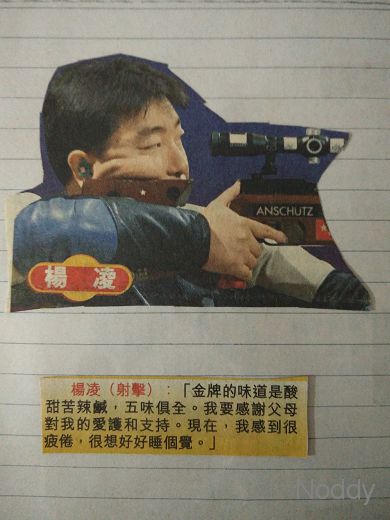 ANSCHUTZ
楊凌
楊凌（射擊）：「金牌的味道是酸
甜苦辣鹹，五味俱全。我要感謝父母
對我的愛護和支持。現在，我感到很
疲倦，很想好好睡個覺。」
Noddy